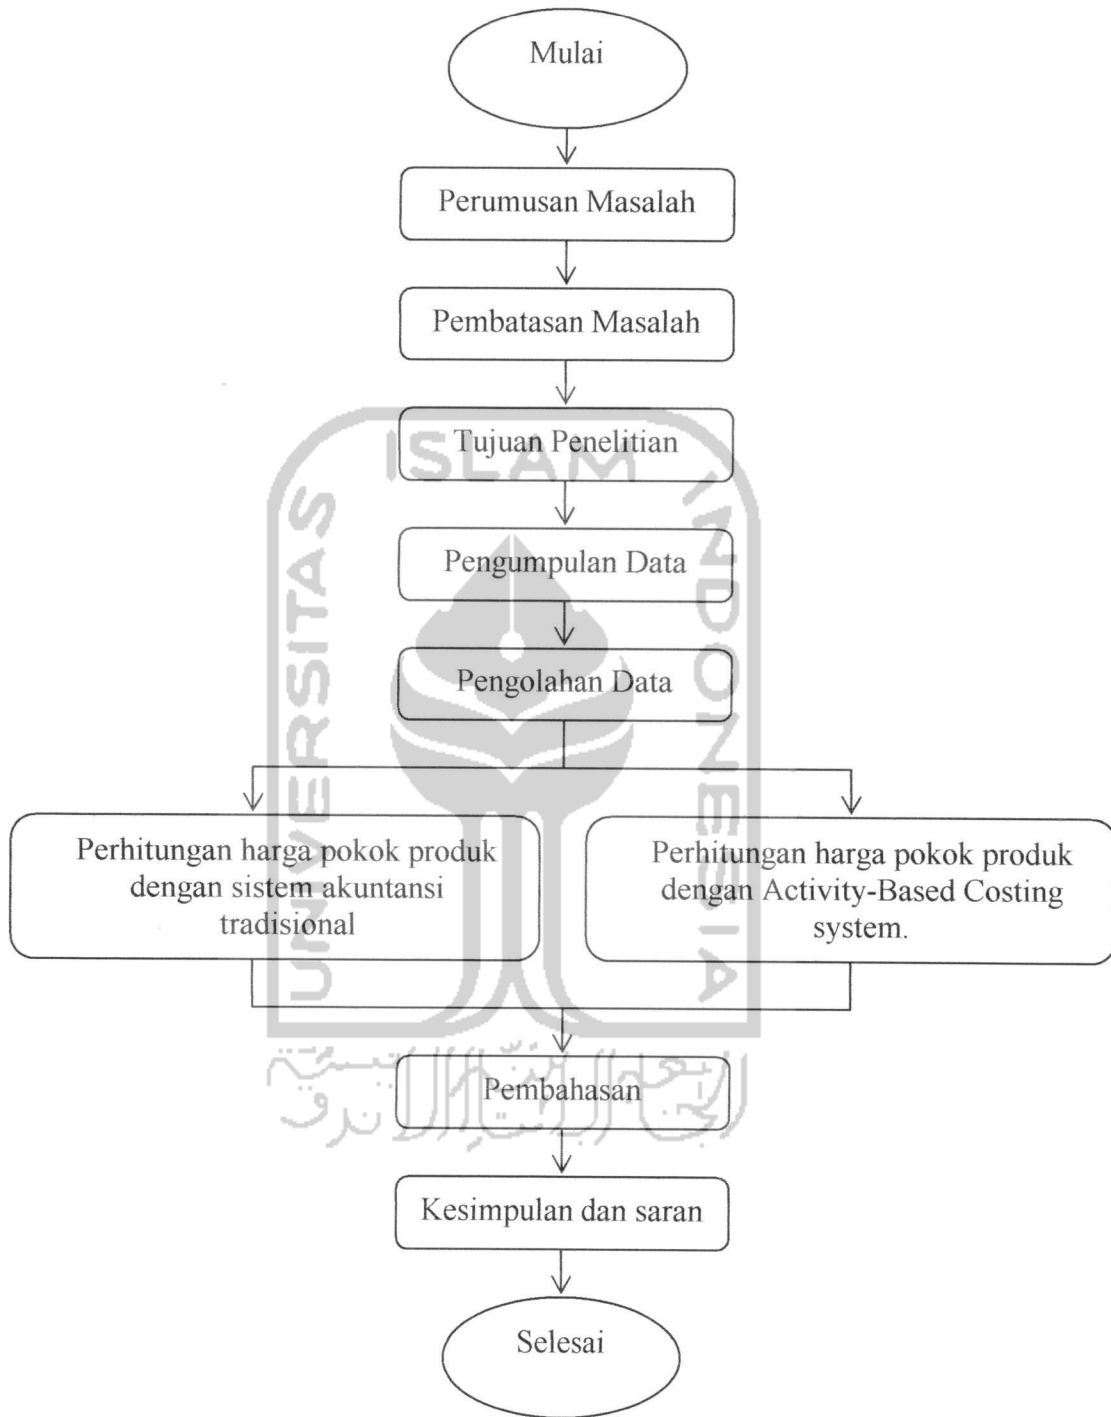 Mulai
Perumusan Masalah
Pembatasan Masalah
Tujuan Penelitian
Pengumpulan Data
Pengolahan Data
Perhitungan harga pokok produk
dengan sistem akuntansi
tradisional
Perhitungan harga pokok produk
dengan Activity-Based Costing
system.
Pembahasan
Kesimpulan dan saran
Selesai
UNIVERSITAS
ISLAM
INDONESIA